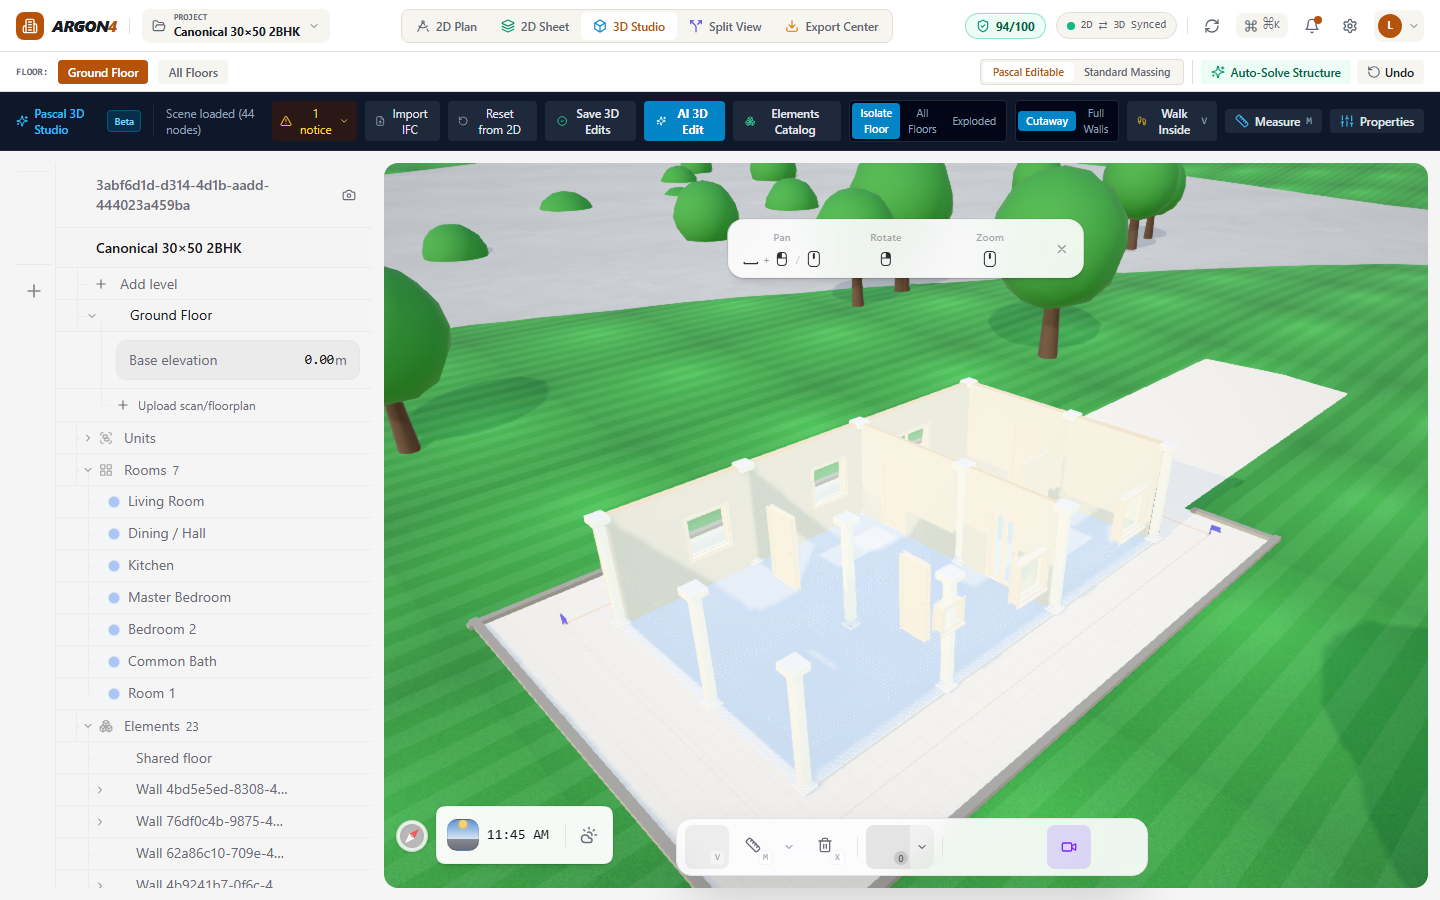 ARGON4
PROJECT
Canonical 30×50 2BHK
2D Plan
2D Sheet
3D Studio
Split View
Export Center
94/100
2D ⇄ 3D Synced
⌘K
L
FLOOR:
Ground Floor
All Floors
Pascal Editable
Standard Massing
Auto-Solve Structure
Undo
Pascal 3D
Studio
Beta
Scene loaded (44
nodes)
1
notice
Import
IFC
Reset
from 2D
Save 3D
Edits
AI 3D
Edit
Elements
Catalog
Isolate
Floor
All
Floors
Exploded
Cutaway
Full
Walls
Walk
Inside
V
Measure M
Properties
3abf6d1d-d314-4d1b-aadd-
444023a459ba
Canonical 30×50 2BHK
Add level
Ground Floor
Base elevation 0.00m
Upload scan/floorplan
Units
Rooms 7
Living Room
Dining / Hall
Kitchen
Master Bedroom
Bedroom 2
Common Bath
Room 1
Elements 23
Shared floor
Wall 4bd5e5ed-8308-4...
Wall 76df0c4b-9875-4...
Wall 62a86c10-709e-4...
Wall 4b9241b7-0f6c-4...
Pan
Rotate
Zoom
+ /
11:45 AM
V
M
X
0